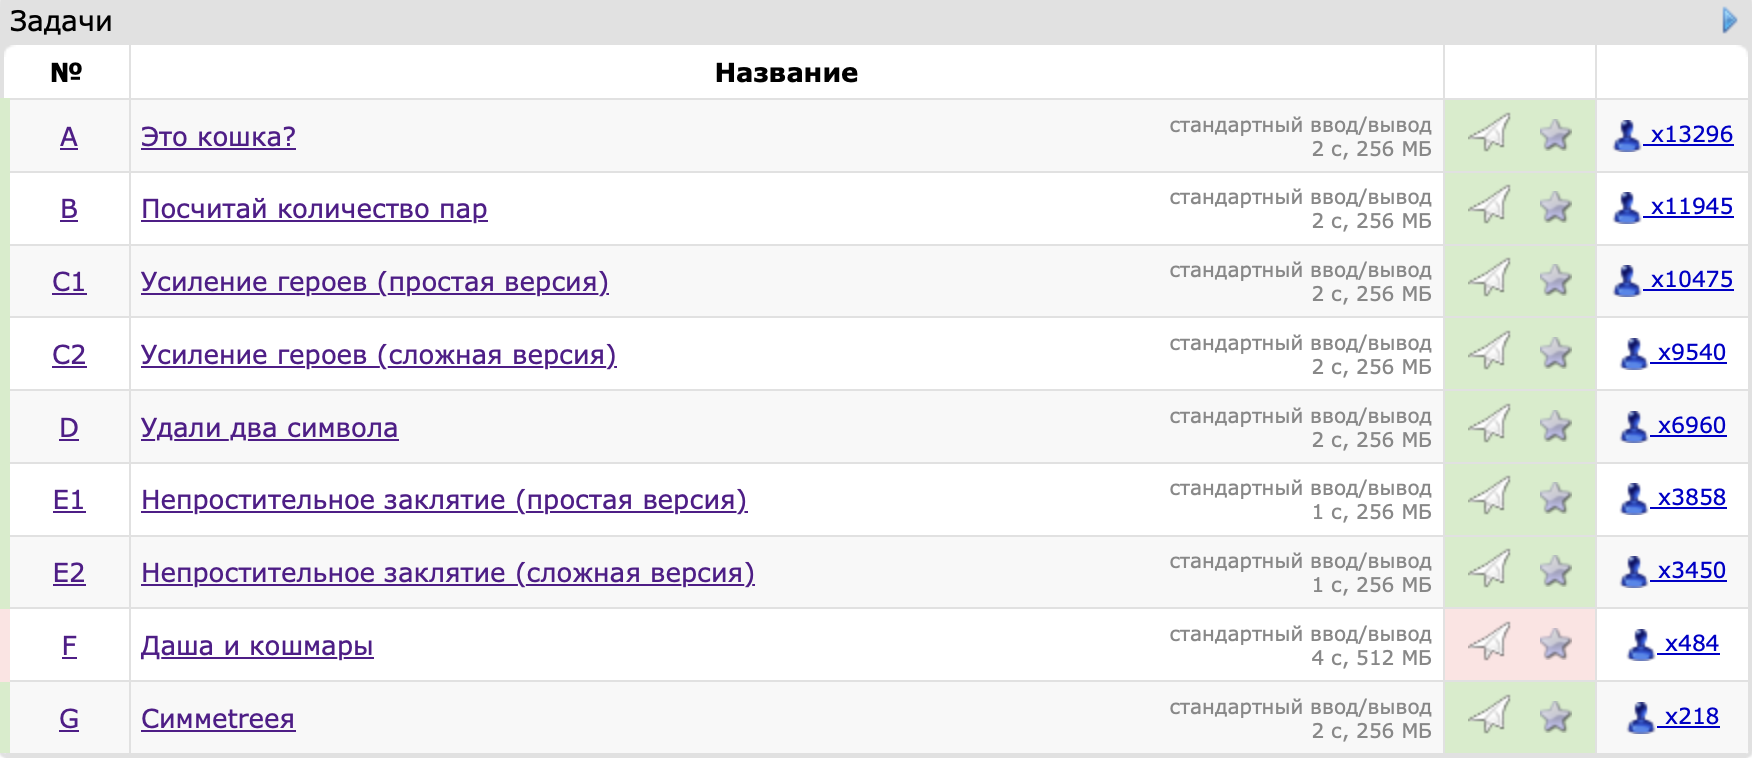 Задачи
№ Название
A Это кошка? стандартный ввод/вывод x13296
2 с, 256 МБ
B Посчитай количество пар стандартный ввод/вывод x11945
2 с, 256 МБ
C1 Усиление героев (простая версия) стандартный ввод/вывод x10475
2 с, 256 МБ
C2 Усиление героев (сложная версия) стандартный ввод/вывод x9540
2 с, 256 МБ
D Удали два символа стандартный ввод/вывод x6960
2 с, 256 МБ
E1 Непростительное заклятие (простая версия) стандартный ввод/вывод x3858
1 с, 256 МБ
E2 Непростительное заклятие (сложная версия) стандартный ввод/вывод x3450
1 с, 256 МБ
F Даша и кошмары стандартный ввод/вывод x484
4 с, 512 МБ
G Симмetreeя стандартный ввод/вывод x218
2 с, 256 МБ